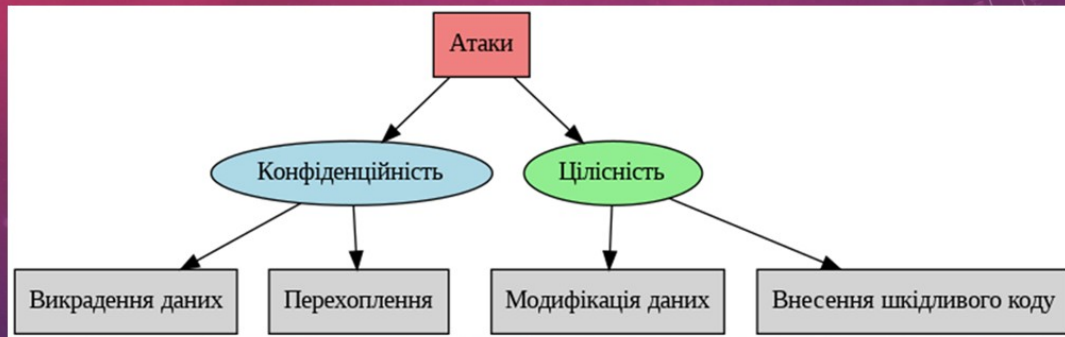 Атаки
Конфіденційність
Цілісність
Викрадення даних
Перехоплення
Модифікація даних
Внесення шкідливого коду